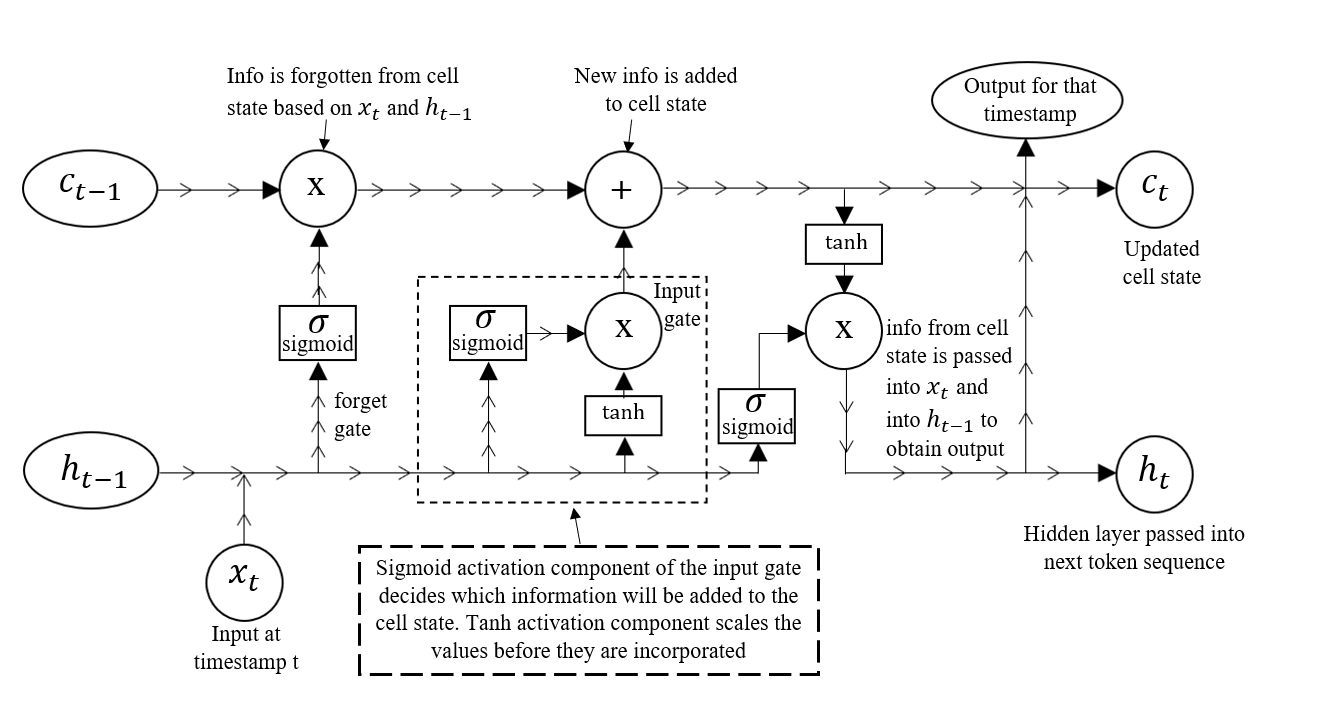 Info is forgotten from cell
state based on x_t and h_{t−1}
New info is added
to cell state
Output for that
timestamp
c_{t−1}
x
+
c_t
Updated
cell state
tanh
σ
sigmoid
σ
sigmoid
x
Input
gate
x
info from cell
state is passed
into x_t and
into h_{t−1} to
obtain output
forget
gate
tanh
σ
sigmoid
h_{t−1}
h_t
Hidden layer passed into
next token sequence
x_t
Input at
timestamp t
Sigmoid activation component of the input gate
decides which information will be added to the
cell state. Tanh activation component scales the
values before they are incorporated